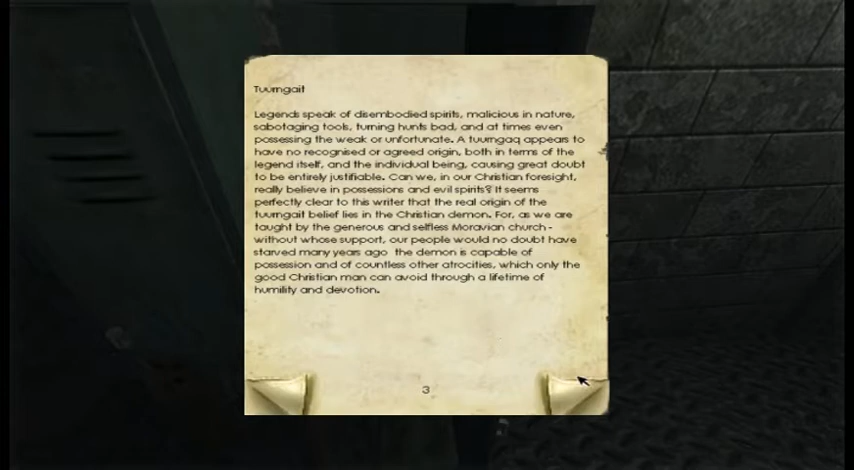 Tuurngait
Legends speak of disembodied spirits, malicious in nature,
sabotaging tools, turning hunts bad, and at times even
possessing the weak or unfortunate. A tuurngaq appears to
have no recognised or agreed origin, both in terms of the
legend itself, and the individual being, causing great doubt
to be entirely justifiable. Can we, in our Christian foresight,
really believe in possessions and evil spirits? It seems
perfectly clear to this writer that the real origin of the
tuurngait belief lies in the Christian demon. For, as we are
taught by the generous and selfless Moravian church -
without whose support, our people would no doubt have
starved many years ago  the demon is capable of
possession and of countless other atrocities, which only the
good Christian man can avoid through a lifetime of
humility and devotion.
3